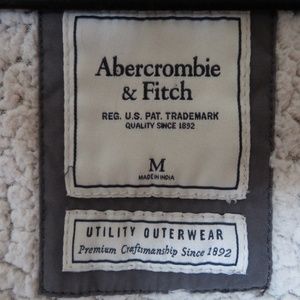 Abercrombie
& Fitch
REG. U.S. PAT. TRADEMARK
QUALITY SINCE 1892
M
MADE IN INDIA
UTILITY OUTERWEAR
Premium Craftsmanship Since 1892